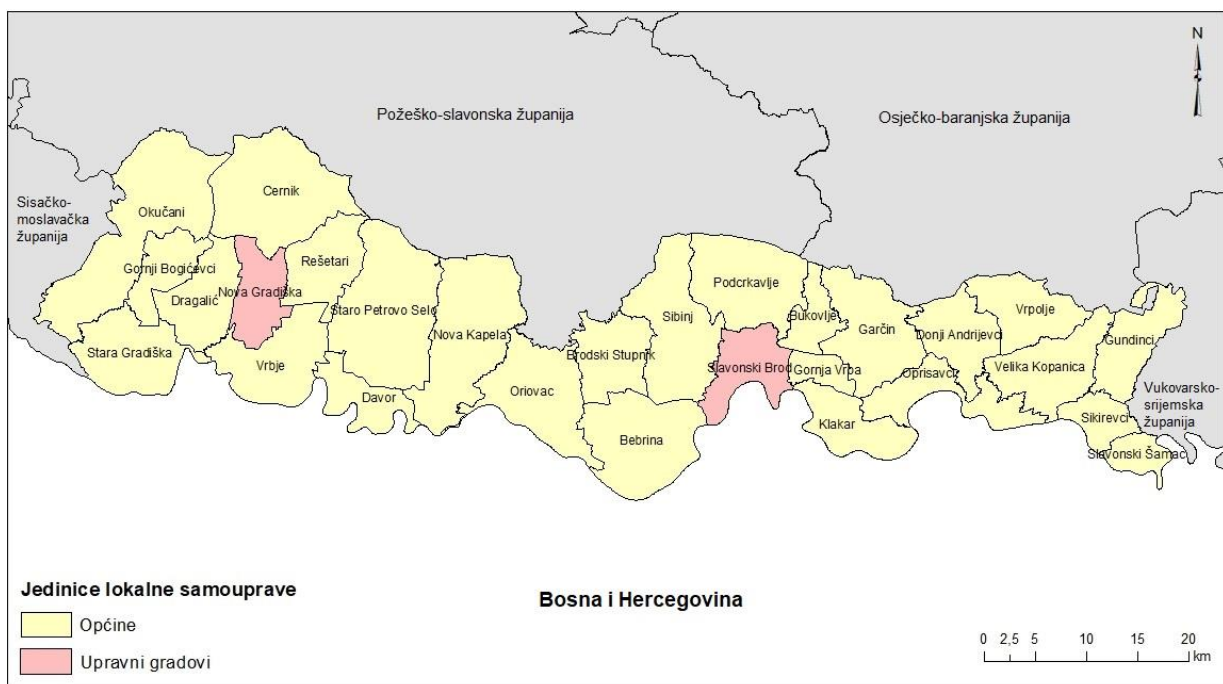 N
Požeško-slavonska županija
Osječko-baranjska županija
Sisačko-
moslavačka
županija
Cernik
Okučani
Gornji Bogićevci
Rešetari
Dragalić
Nova Gradiška
Staro Petrovo Selo
Stara Gradiška
Vrbje
Davor
Nova Kapela
Oriovac
Brodski Stupnik
Sibinj
Podcrkavlje
Bebrina
Slavonski Brod
Bukovlje
Gornja Vrba
Garčin
Klakar
Oprisavci
Donji Andrijevci
Vrpolje
Velika Kopanica
Gundinci
Sikirevci
Slavonski Šamac
Vukovarsko-
srijemska
županija
Bosna i Hercegovina
Jedinice lokalne samouprave
Općine
Upravni gradovi
0 2,5 5 10 15 20
km